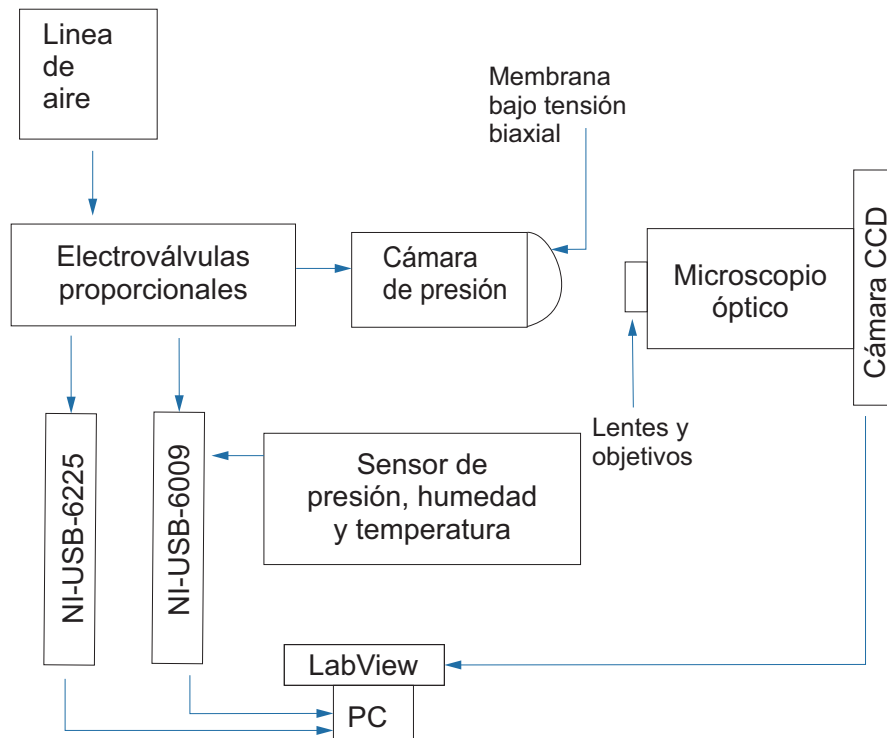 Linea
de
aire
Membrana
bajo tensión
biaxial
Electroválvulas
proporcionales
Cámara
de presión
Microscopio
óptico
Cámara CCD
Lentes y
objetivos
NI-USB-6225
NI-USB-6009
Sensor de
presión, humedad
y temperatura
LabView
PC